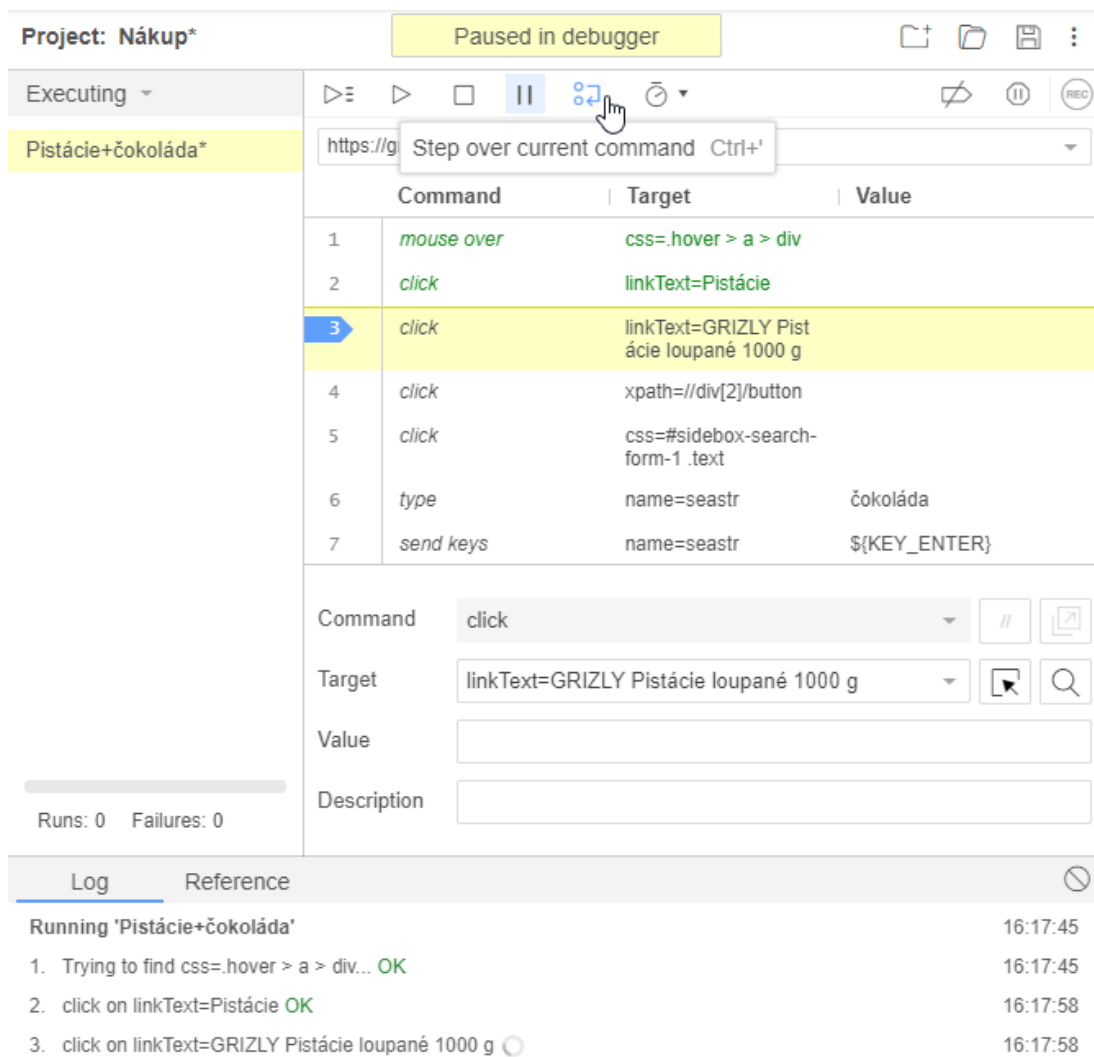 Project: Nákup*
Paused in debugger
Executing
REC
Pistácie+čokoláda*
https://g
Step over current command Ctrl+'
Command Target Value
1 mouse over css=.hover > a > div
2 click linkText=Pistácie
3 click linkText=GRIZLY Pist
ácie loupané 1000 g
4 click xpath=//div[2]/button
5 click css=#sidebox-search-
form-1 .text
6 type name=seastr čokoláda
7 send keys name=seastr ${KEY_ENTER}
Command click //
Target linkText=GRIZLY Pistácie loupané 1000 g
Value
Description
Runs: 0 Failures: 0
Log Reference
Running 'Pistácie+čokoláda' 16:17:45
1. Trying to find css=.hover > a > div... OK 16:17:45
2. click on linkText=Pistácie OK 16:17:58
3. click on linkText=GRIZLY Pistácie loupané 1000 g 16:17:58